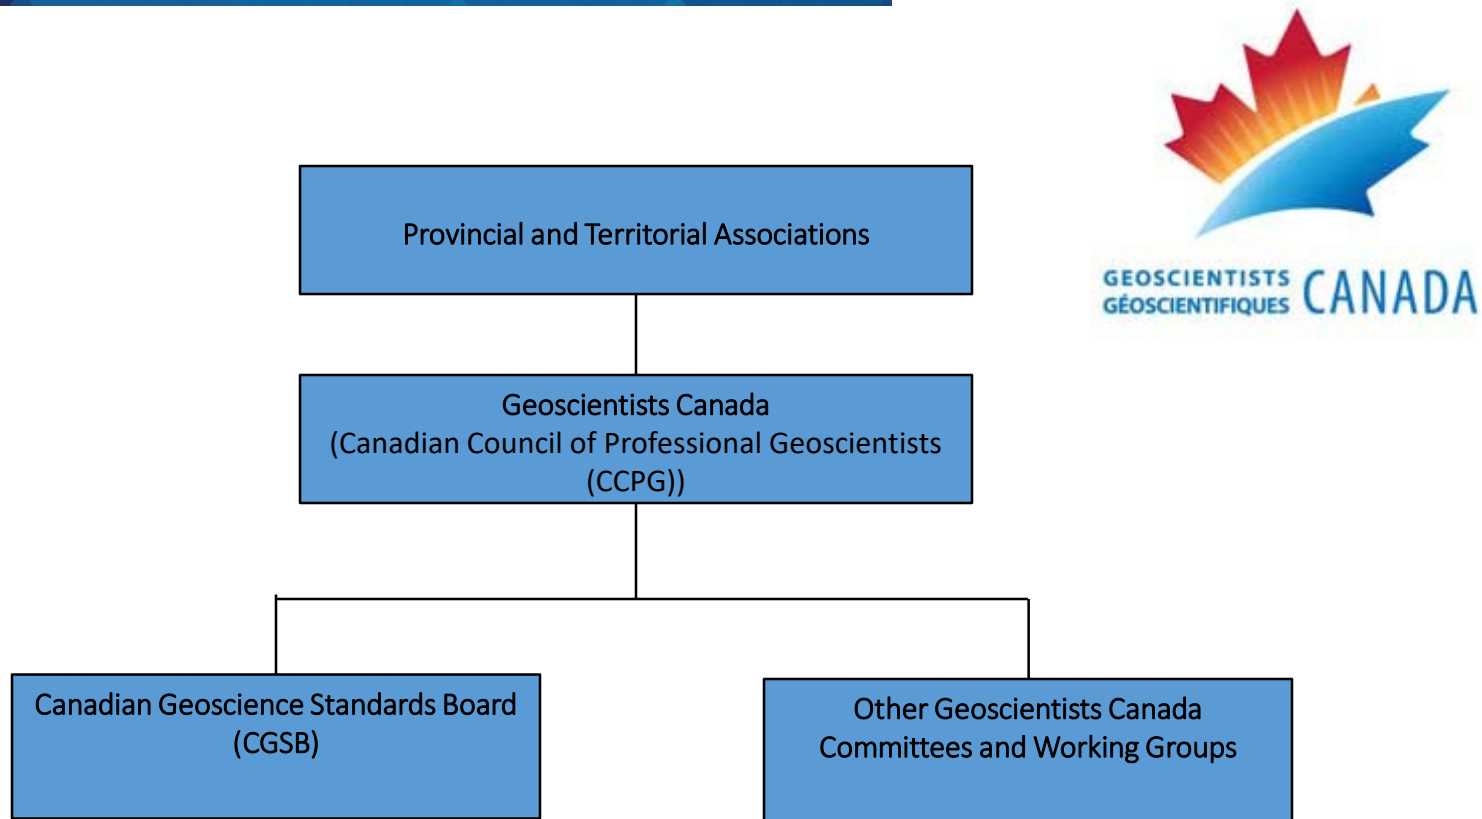 Provincial and Territorial Associations
GEOSCIENTISTS
GÉOSCIENTIFIQUES
CANADA
Geoscientists Canada
(Canadian Council of Professional Geoscientists
(CCPG))
Canadian Geoscience Standards Board
(CGSB)
Other Geoscientists Canada
Committees and Working Groups